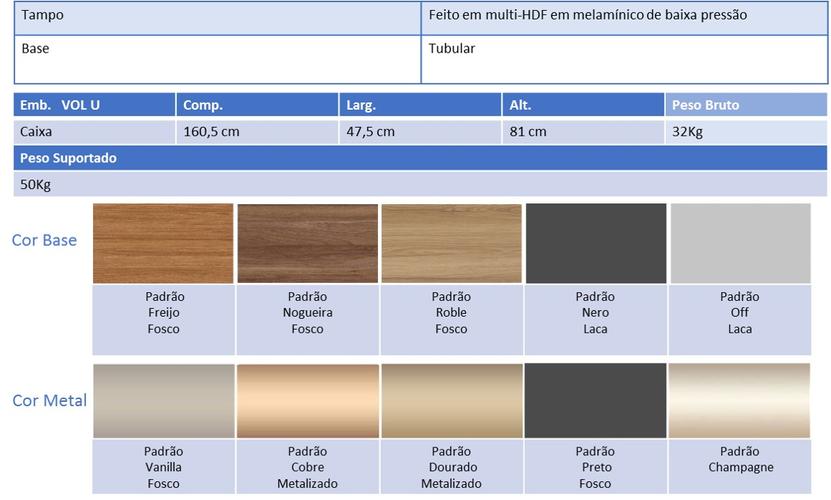 Tampo Feito em multi-HDF em melamínico de baixa pressão
Base Tubular
Emb. VOL U Comp. Larg. Alt. Peso Bruto
Caixa 160,5 cm 47,5 cm 81 cm 32Kg
Peso Suportado
50Kg
Cor Base
Padrão Padrão Padrão Padrão Padrão
Freijo Nogueira Roble Nero Off
Fosco Fosco Fosco Laca Laca
Cor Metal
Padrão Padrão Padrão Padrão Padrão
Vanilla Cobre Dourado Preto Champagne
Fosco Metalizado Metalizado Fosco